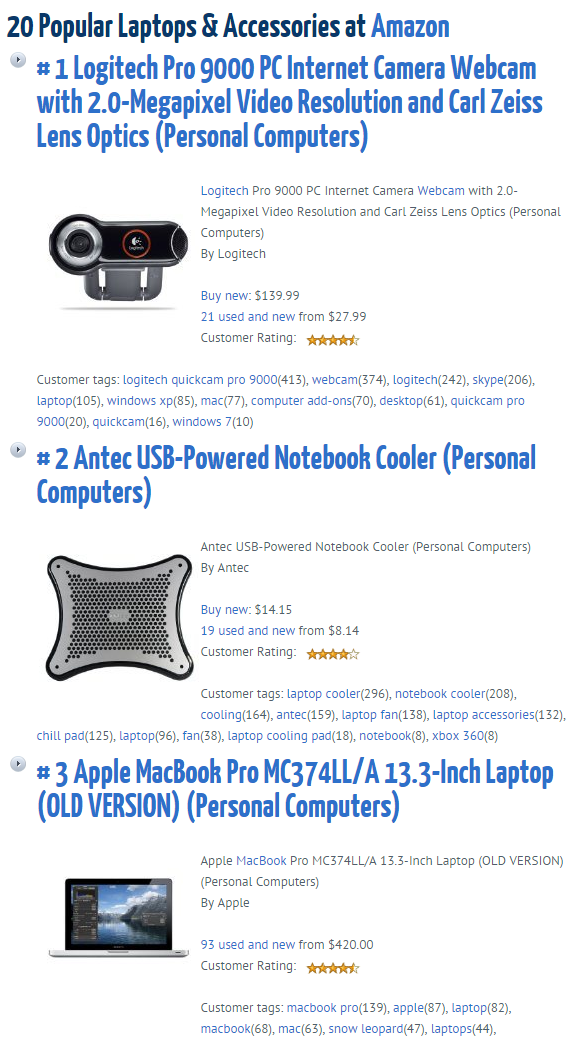 20 Popular Laptops & Accessories at Amazon
# 1 Logitech Pro 9000 PC Internet Camera Webcam
with 2.0-Megapixel Video Resolution and Carl Zeiss
Lens Optics (Personal Computers)
Logitech Pro 9000 PC Internet Camera Webcam with 2.0-
Megapixel Video Resolution and Carl Zeiss Lens Optics (Personal
Computers)
By Logitech
Buy new: $139.99
21 used and new from $27.99
Customer Rating:
Customer tags: logitech quickcam pro 9000(413), webcam(374), logitech(242), skype(206),
laptop(105), windows xp(85), mac(77), computer add-ons(70), desktop(61), quickcam pro
9000(20), quickcam(16), windows 7(10)
# 2 Antec USB-Powered Notebook Cooler (Personal
Computers)
Antec USB-Powered Notebook Cooler (Personal Computers)
By Antec
Buy new: $14.15
19 used and new from $8.14
Customer Rating:
Customer tags: laptop cooler(296), notebook cooler(208),
cooling(164), antec(159), laptop fan(138), laptop accessories(132),
chill pad(125), laptop(96), fan(38), laptop cooling pad(18), notebook(8), xbox 360(8)
# 3 Apple MacBook Pro MC374LL/A 13.3-Inch Laptop
(OLD VERSION) (Personal Computers)
Apple MacBook Pro MC374LL/A 13.3-Inch Laptop (OLD VERSION)
(Personal Computers)
By Apple
93 used and new from $420.00
Customer Rating:
Customer tags: macbook pro(139), apple(87), laptop(82),
macbook(68), mac(63), snow leopard(47), laptops(44),